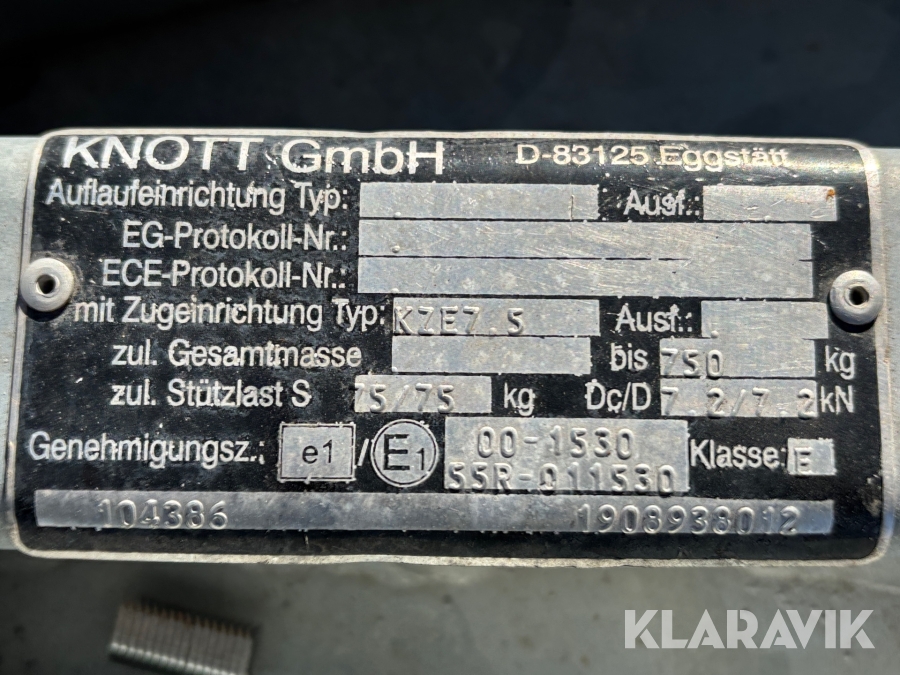 KNOTT GmbH D-83125 Eggstätt
Auflaufeinrichtung Typ: Ausf.:
EG-Protokoll-Nr.:
ECE-Protokoll-Nr.:
mit Zugeinrichtung Typ: KZE7.5 Ausf.:
zul. Gesamtmasse bis 750 kg
zul. Stützlast S 75/75 kg Dc/D 7.2/7.2 kN
Genehmigungsz.: e1 / E1 00-1530 Klasse: E
55R-011530
104386 1908938012
KLARAVIK